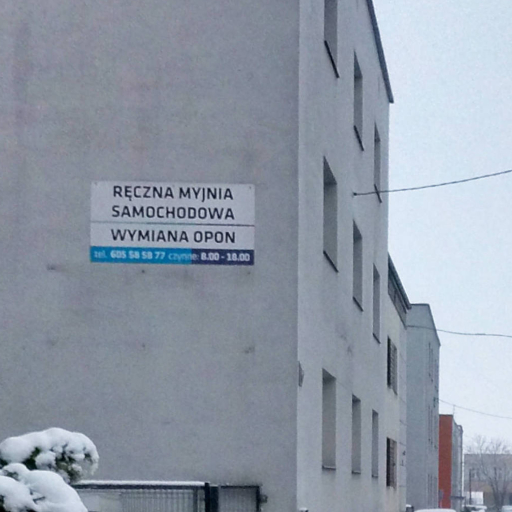 RĘCZNA MYJNIA
SAMOCHODOWA
WYMIANA OPON
tel. 605 58 58 77 czynne: 8.00 - 18.00